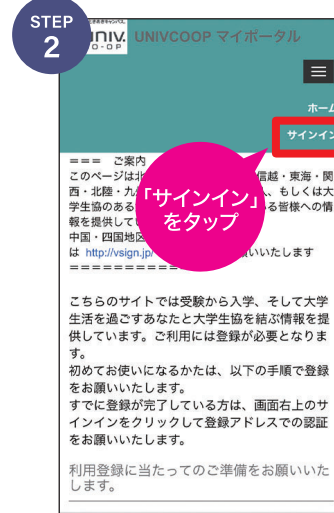 STEP
2
UNIV.
CO-OP
UNIVCOOP マイポータル
ホーム
サインイン
=== ご案内
このページは北
信越・東海・関
西・北陸・九
、もしくは大
学生協のある
る皆様への情
報を提供して
中国・四国地区
は http://vsign.jp/
いいたします
==========
「サインイン」
をタップ
こちらのサイトでは受験から入学、そして大学
生活を過ごすあなたと大学生協を結ぶ情報を提
供しています。ご利用には登録が必要となりま
す。
初めてお使いになるかたは、以下の手順で登録
をお願いいたします。
すでに登録が完了している方は、画面右上のサ
インインをクリックして登録アドレスでの認証
をお願いいたします。
利用登録に当たってのご準備をお願いいた
します。